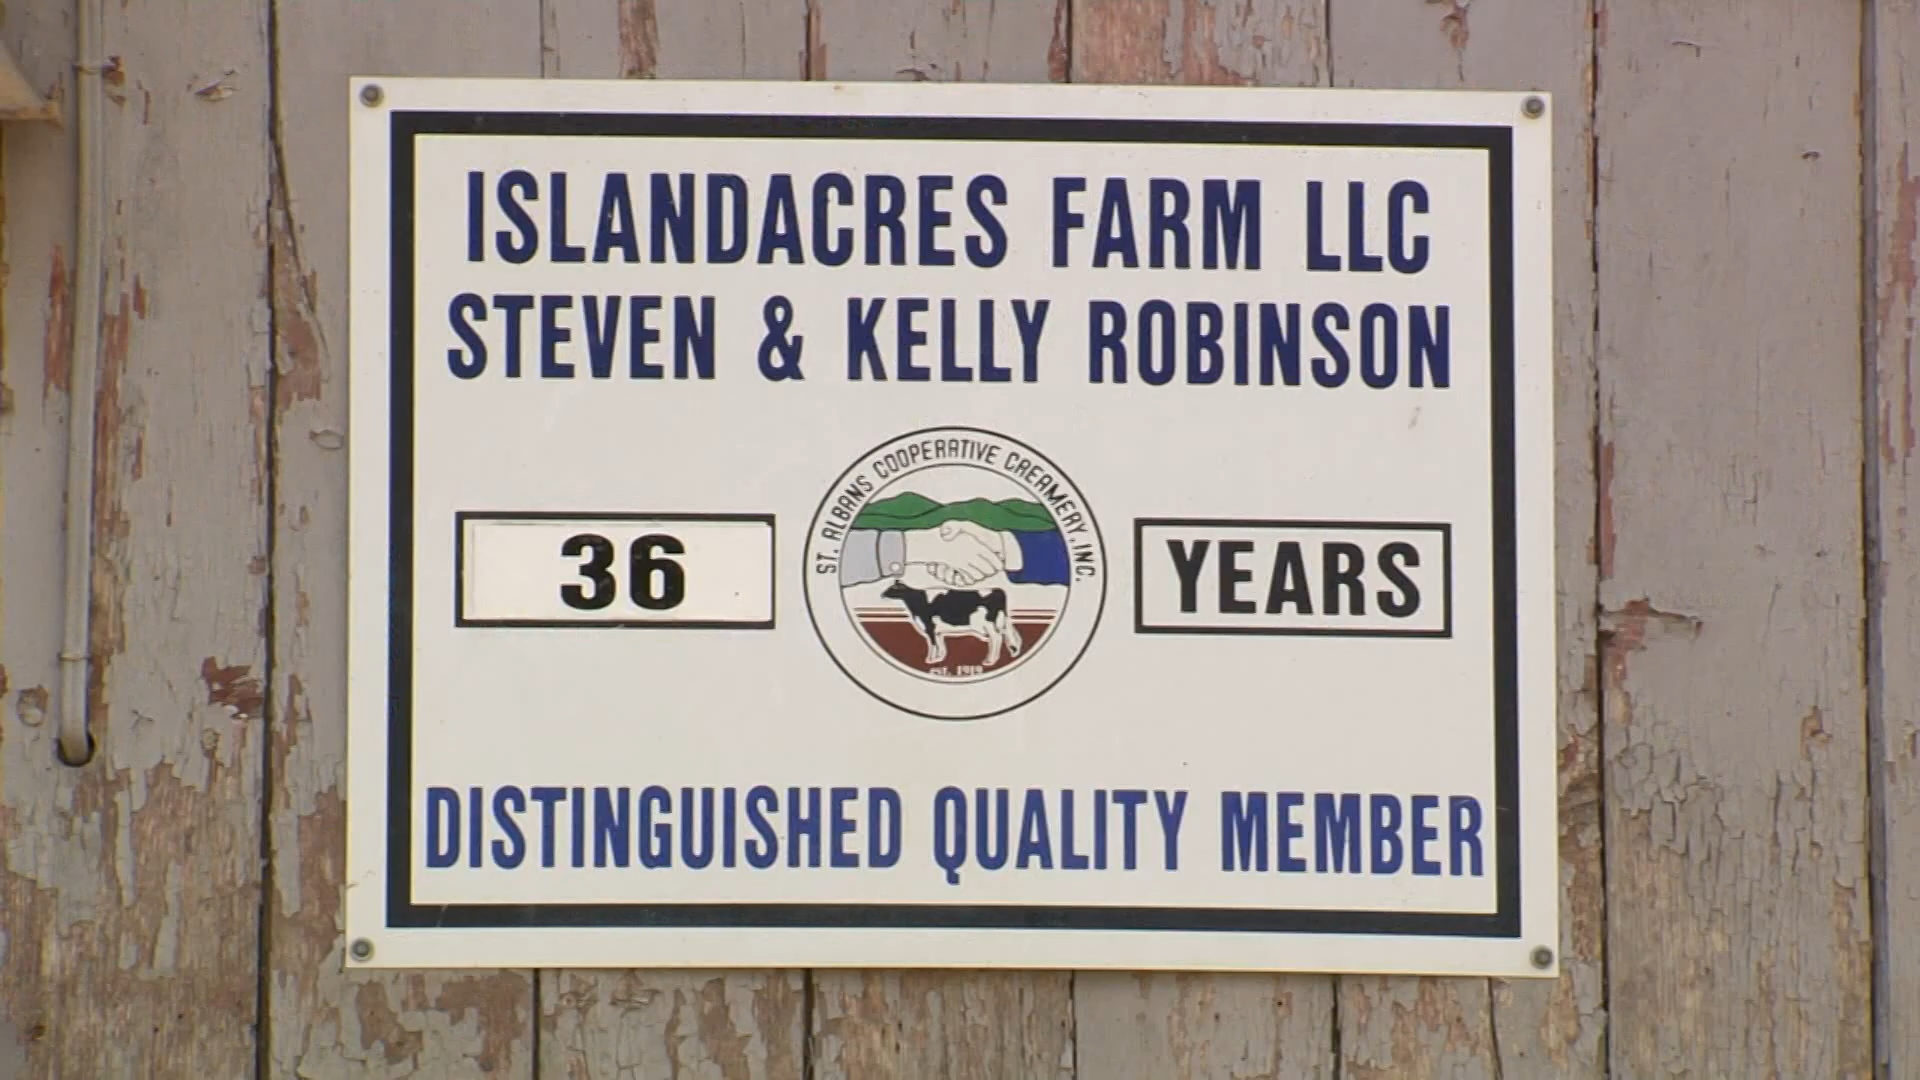 ISLANDACRES FARM LLC
STEVEN & KELLY ROBINSON
ST. ALBANS COOPERATIVE CREAMERY, INC.
36
YEARS
est. 1919
DISTINGUISHED QUALITY MEMBER